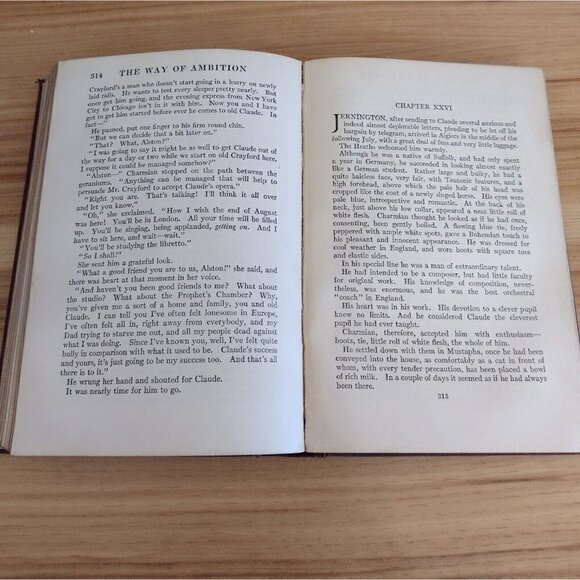 314 THE WAY OF AMBITION
Crayford's a man who doesn't start going in a hurry on newly
laid rails. He wants to test every sleeper pretty nearly. But
once get him going, and the evening express from New York
City to Chicago isn't in it with him. Now you and I have
got to get him started before ever he comes to old Claude. In
fact—"
He paused, put one finger to his firm round chin.
"But we can decide that a bit later on."
"That? What, Alston?"
"I was going to say it might be as well to get Claude out of
the way for a day or two while we start on old Crayford here,
I suppose it could be managed somehow?"
"Alston—" Charmian stopped on the path between the
geraniums. "Anything can be managed that will help to
persuade Mr. Crayford to accept Claude's opera."
"Right you are. That's talking! I'll think it all over
and let you know."
"Oh," she exclaimed. "How I wish the end of August
was here! You'll be in London. All your time will be filled
up. You'll be singing, being applauded, getting on. And I
have to sit here, and wait—wait."
"You'll be studying the libretto."
"So I shall!"
She sent him a grateful look.
"What a good friend you are to us, Alston!" she said, and
there was heart at that moment in her voice.
"And haven't you been good friends to me? What about
the studio? What about the Prophet's Chamber? Why,
you've given me a sort of a home and family, you and old
Claude. I can tell you I've often felt lonesome in Europe,
I've often felt all in, right away from everybody, and my
Dad trying to starve me out, and all my people dead against
what I was doing. Since I've known you, well, I've felt quite
bully in comparison with what it used to be. Claude's success
and yours, it's just going to be my success too. And that's all
there is to it."
He wrung her hand and shouted for Claude.
It was nearly time for him to go.
CHAPTER XXVI
JERNINGTON, after sending to Claude several anxious and
indeed almost deplorable letters, pleading to be let off his
bargain by telegram, arrived in Algiers in the middle of the
following July, with a great deal of fuss and very little luggage.
The Heaths welcomed him warmly.
Although he was a native of Suffolk, and had only spent
a year in Germany, he succeeded in looking almost exactly
like a German student. Rather large and bulky, he had a
quite hairless face, very fair, with Teutonic features, and a
high forehead, above which the pale hair of his head was
cropped like the coat of a newly singed horse. His eyes were
pale blue, introspective and romantic. At the back of his
neck, just above his low collar, appeared a neat little roll of
white flesh. Charmian thought he looked as if he had once,
consenting, been gently boiled. A flowing blue tie, freely
peppered with ample white spots, gave a Bohemian touch to
his pleasant and innocent appearance. He was dressed for
cool weather in England, and wore boots with square toes
and elastic sides.
In his special line he was a man of extraordinary talent.
He had intended to be a composer, but had little faculty
for original work. His knowledge of composition, never-
theless, was enormous, and he was the best orchestral
"coach" in England.
His heart was in his work. His devotion to a clever pupil
knew no limits. And he considered Claude the cleverest
pupil he had ever taught.
Charmian, therefore, accepted him with enthusiasm—
boots, tie, little roll of white flesh, the whole of him.
He settled down with them in Mustapha, once he had been
conveyed into the house, as comfortably as a cat in front of
whom, with every tender precaution, has been placed a bowl
of rich milk. In a couple of days it seemed as if he had always
been there.
315